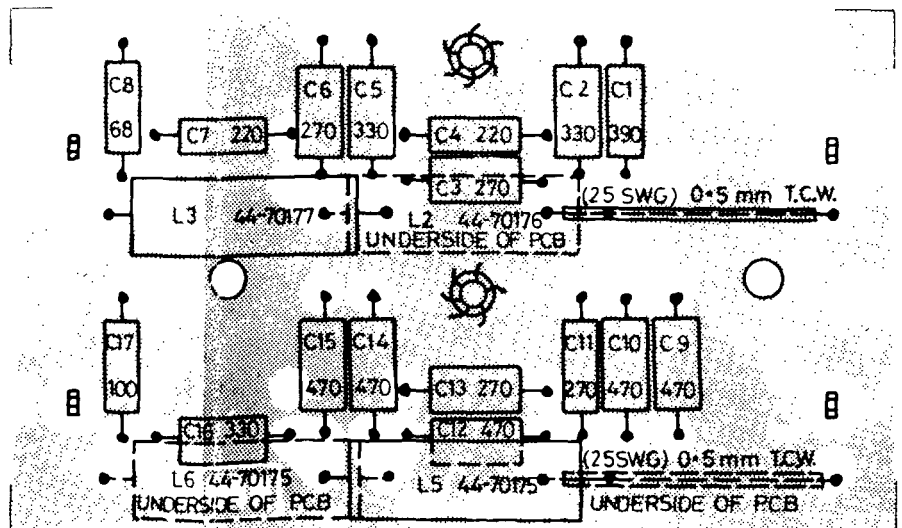 C8 68
C7 220
C6 270
C5 330
C4 220
C3 270
C2 330
C1 390
L3 44-70177
L2 44-70176
UNDERSIDE OF PCB
(25 SWG) 0·5 mm T.C.W.
C17 100
C16 330
C15 470
C14 470
C13 270
C12 470
C11 270
C10 470
C9 470
L6 44-70175
UNDERSIDE OF PCB
L5 44-70175
(25SWG) 0·5 mm T.C.W.
UNDERSIDE OF PCB